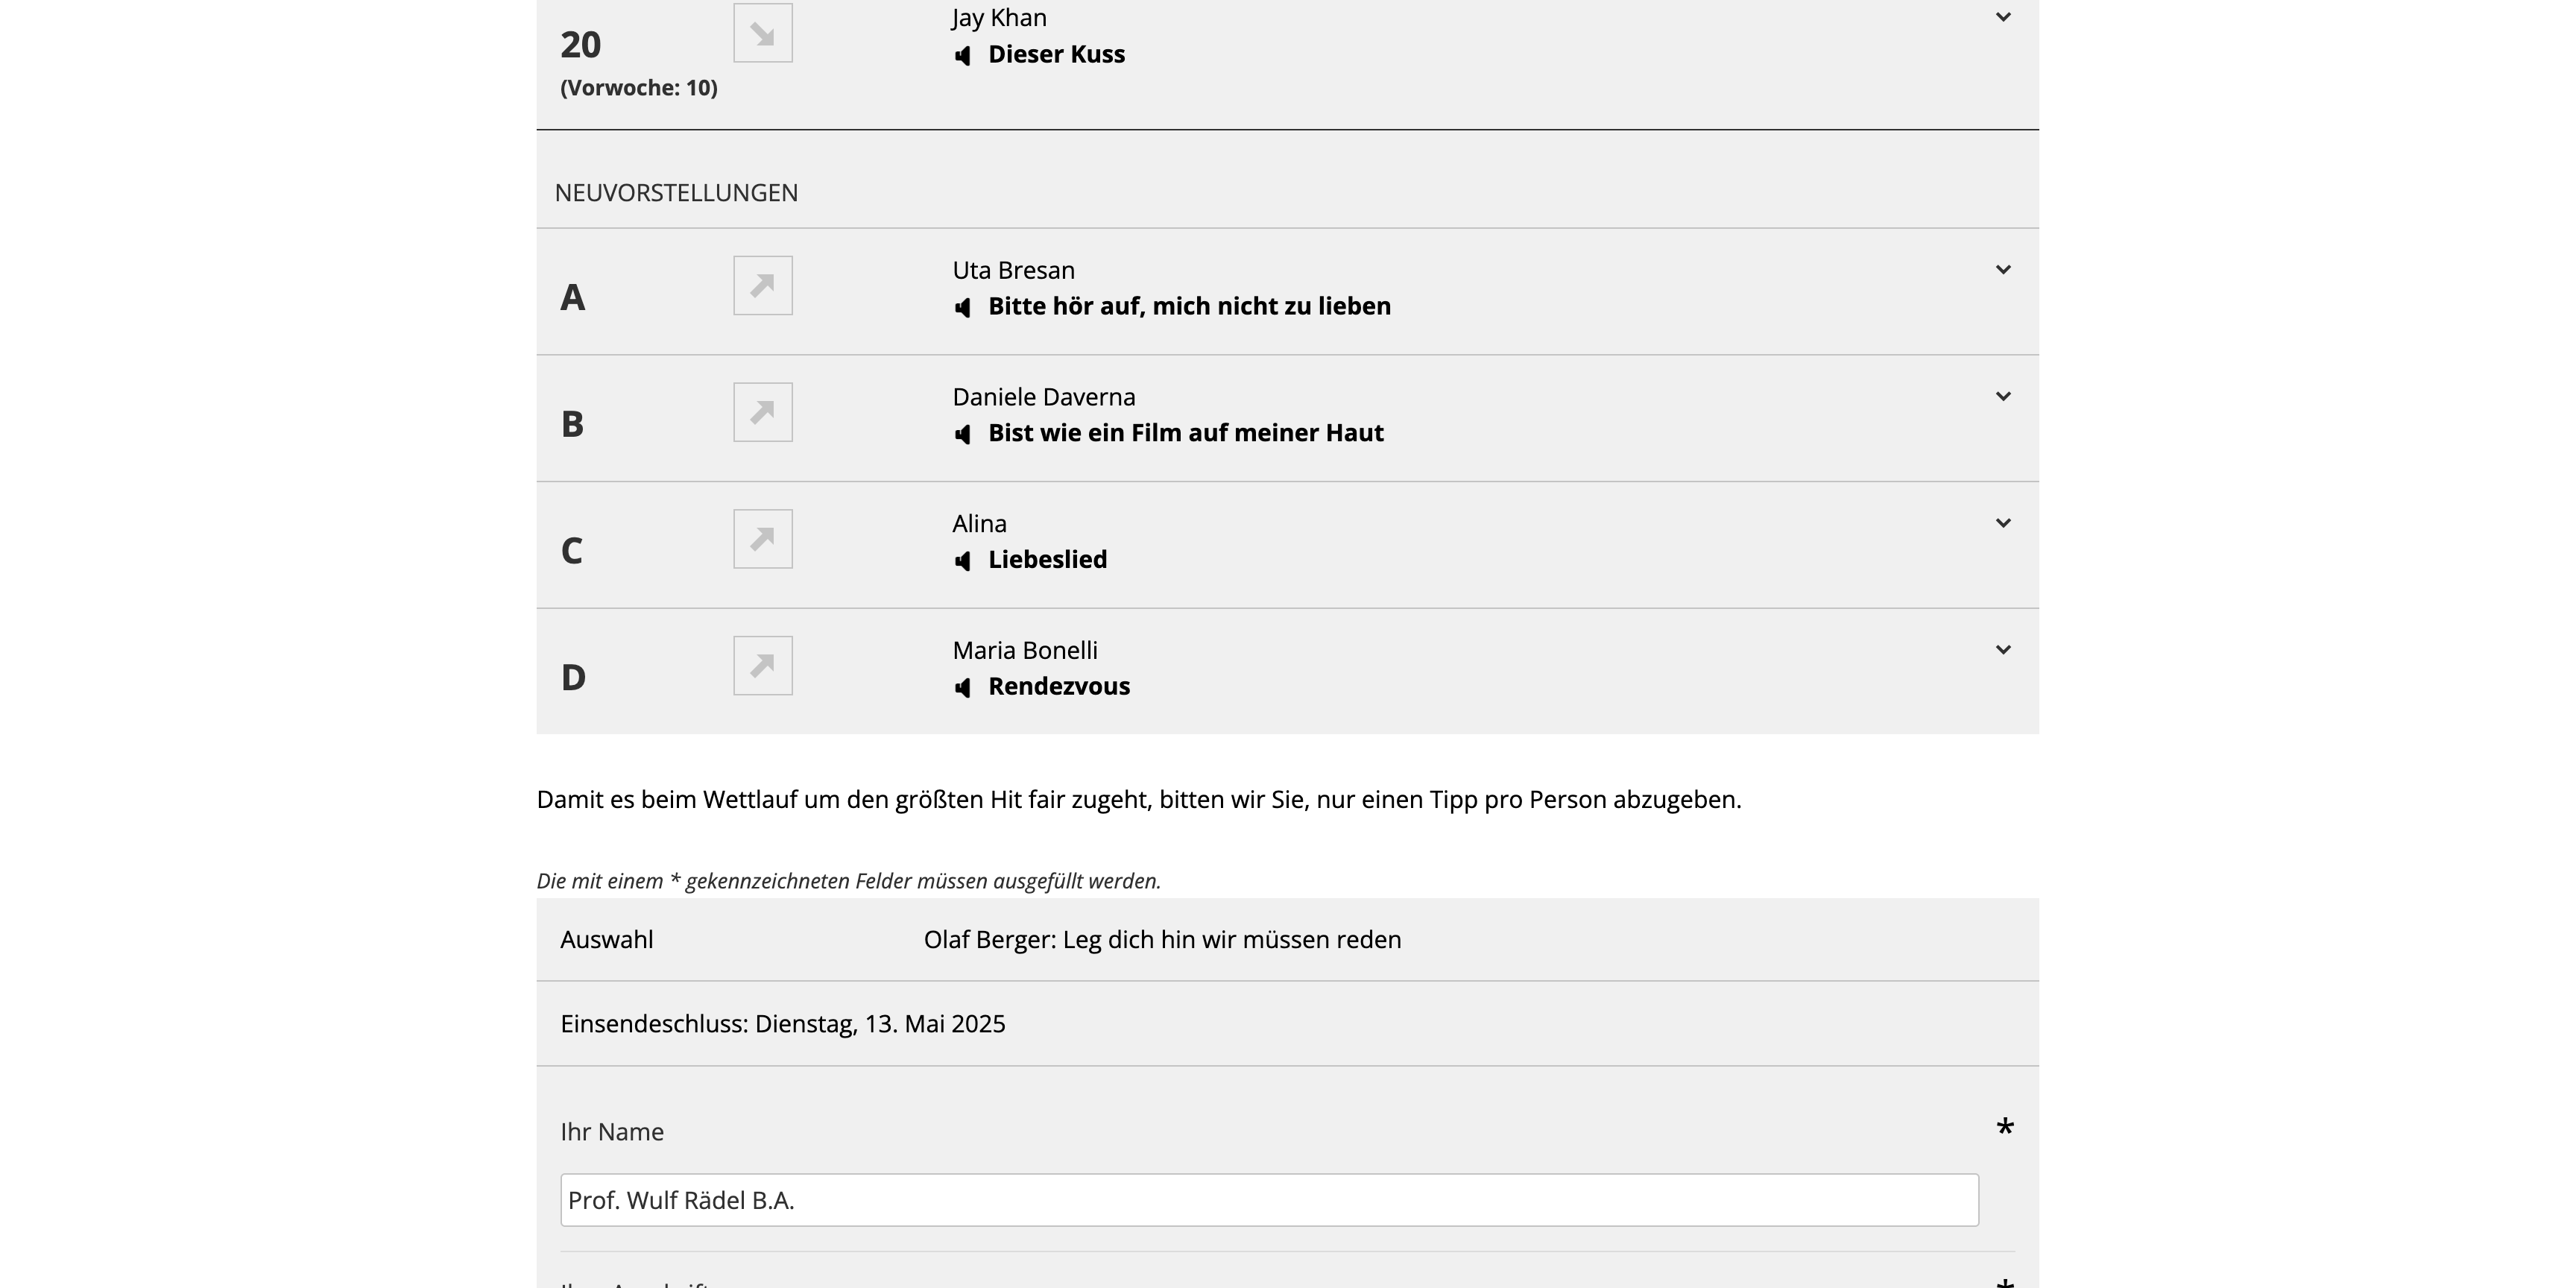 20
(Vorwoche: 10)
Jay Khan
Dieser Kuss
NEUVORSTELLUNGEN
A
Uta Bresan
Bitte hör auf, mich nicht zu lieben
B
Daniele Daverna
Bist wie ein Film auf meiner Haut
C
Alina
Liebeslied
D
Maria Bonelli
Rendezvous
Damit es beim Wettlauf um den größten Hit fair zugeht, bitten wir Sie, nur einen Tipp pro Person abzugeben.
Die mit einem * gekennzeichneten Felder müssen ausgefüllt werden.
Auswahl Olaf Berger: Leg dich hin wir müssen reden
Einsendeschluss: Dienstag, 13. Mai 2025
Ihr Name *
Prof. Wulf Rädel B.A.